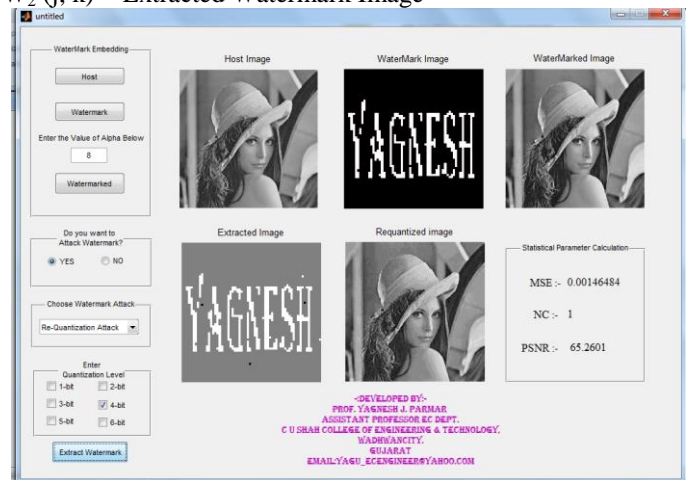 W2 (j, k) = Extracted Watermark Image
untitled
WaterMark Embedding
Host
Watermark
Enter the Value of Alpha Below
8
Watermarked
Host Image
WaterMark Image
WaterMarked Image
YAGNESH
Do you want to
Attack Watermark?
YES
NO
Choose Watermark Attack
Re-Quantization Attack
Enter
Quantization Level
1-bit
2-bit
3-bit
4-bit
5-bit
6-bit
Extract Watermark
Extracted Image
Requantized image
YAGNESH
Statistical Parameter Calculation
MSE :- 0.00146484
NC :- 1
PSNR :- 65.2601
-:DEVELOPED BY:-
PROF. YAGNESH J. PARMAR
ASSISTANT PROFESSOR EC DEPT.
C U SHAH COLLEGE OF ENGINEERING & TECHNOLOGY,
WADHWANCITY.
GUJARAT
EMAIL:YAGU_ECENGINEER@YAHOO.COM